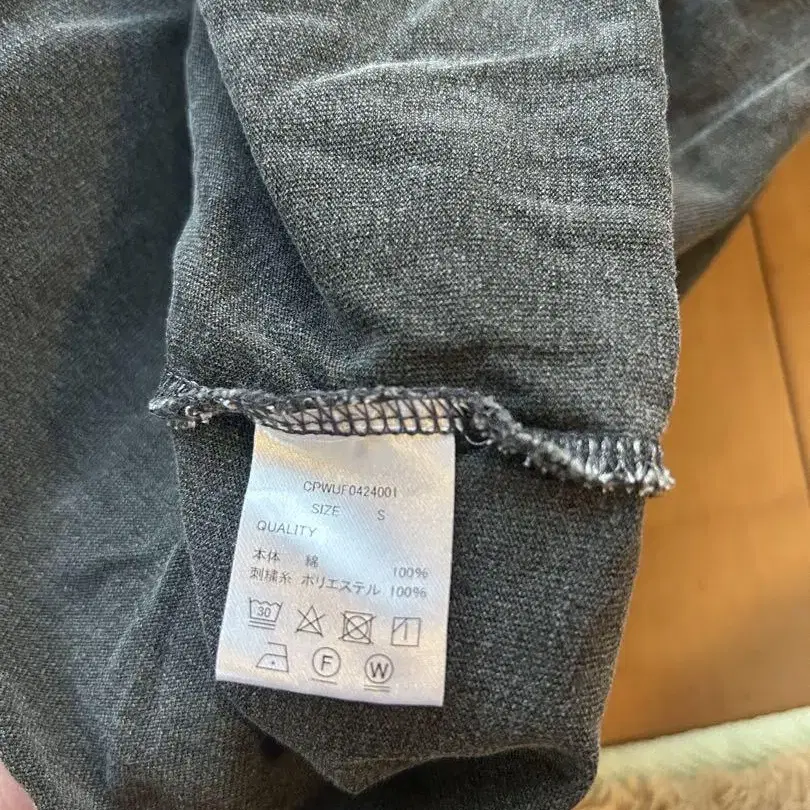 CPWUF0424001
SIZE S
QUALITY
本体 綿 100%
刺繍糸 ポリエステル 100%
30
F W